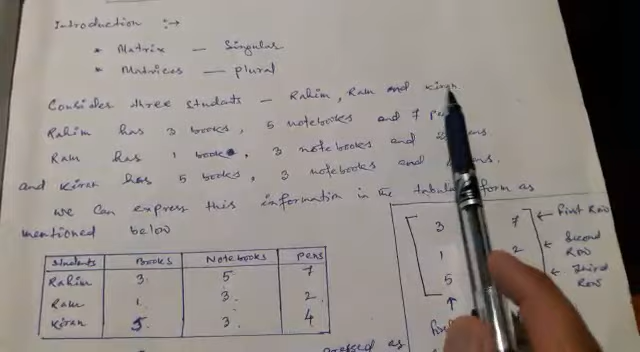 Introduction :→
* Matrix — Singular
* Matrices — plural
Consider three students — Rahim, Ram and Kiran
Rahim has 3 books, 5 notebooks and 7
Ram has 1 book, 3 notebooks and 2
and Kiran has 5 books, 3 notebooks and
We can express this information in the tabular form as
mentioned below
Students Books Notebooks Pens
Rahim 3. 5 7
Ram 1. 3. 2
Kiran 5. 3. 4
3 7 ← First Row
1 2 ← Second Row
5 ← Third Row
↑
as